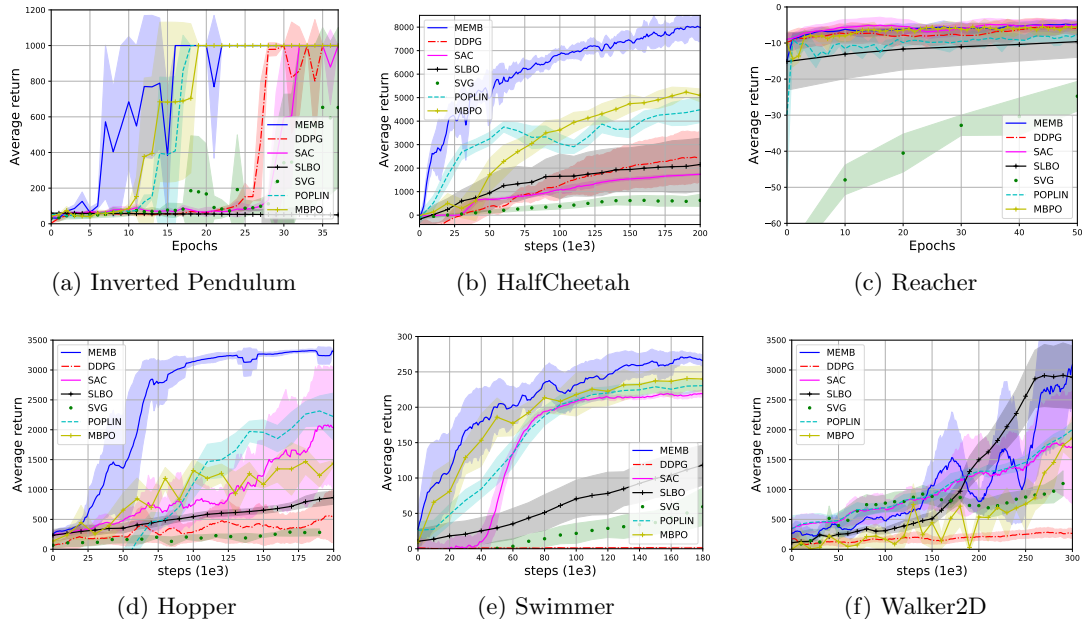 1200
1000
800
600
400
200
0
Average return
0 5 10 15 20 25 30 35
Epochs
MEMB
DDPG
SAC
SLBO
SVG
POPLIN
MBPO
(a) Inverted Pendulum
8000
7000
6000
5000
4000
3000
2000
1000
0
Average return
0 25 50 75 100 125 150 175 200
steps (1e3)
MEMB
DDPG
SAC
SLBO
SVG
POPLIN
MBPO
(b) HalfCheetah
0
−10
−20
−30
−40
−50
−60
Average return
0 10 20 30 40 50
Epochs
MEMB
DDPG
SAC
SLBO
SVG
POPLIN
MBPO
(c) Reacher
3500
3000
2500
2000
1500
1000
500
0
Average return
0 25 50 75 100 125 150 175 200
steps (1e3)
MEMB
DDPG
SAC
SLBO
SVG
POPLIN
MBPO
(d) Hopper
300
250
200
150
100
50
0
Average return
0 20 40 60 80 100 120 140 160 180
steps (1e3)
MEMB
DDPG
SAC
SLBO
SVG
POPLIN
MBPO
(e) Swimmer
3500
3000
2500
2000
1500
1000
500
0
Average return
0 50 100 150 200 250 300
steps (1e3)
MEMB
DDPG
SAC
SLBO
SVG
POPLIN
MBPO
(f) Walker2D